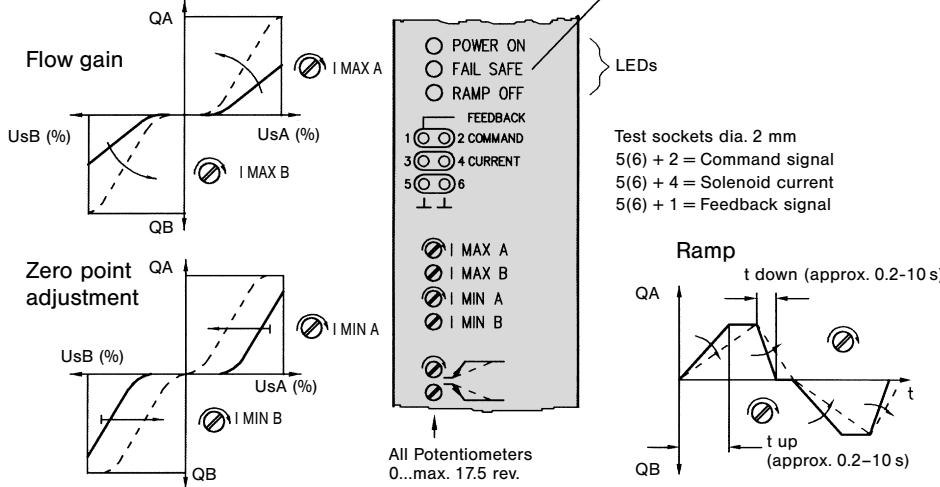 Flow gain
QA
I MAX A
UsB (%)
UsA (%)
I MAX B
QB
Zero point
adjustment
QA
I MIN A
UsB (%)
UsA (%)
I MIN B
QB
POWER ON
FAIL SAFE
RAMP OFF
LEDs
FEEDBACK
1 2 COMMAND
3 4 CURRENT
5 6
I MAX A
I MAX B
I MIN A
I MIN B
All Potentiometers
0...max. 17.5 rev.
Test sockets dia. 2 mm
5(6) + 2 = Command signal
5(6) + 4 = Solenoid current
5(6) + 1 = Feedback signal
Ramp
t down (approx. 0.2-10 s)
QA
t
t up
(approx. 0.2-10 s)
QB